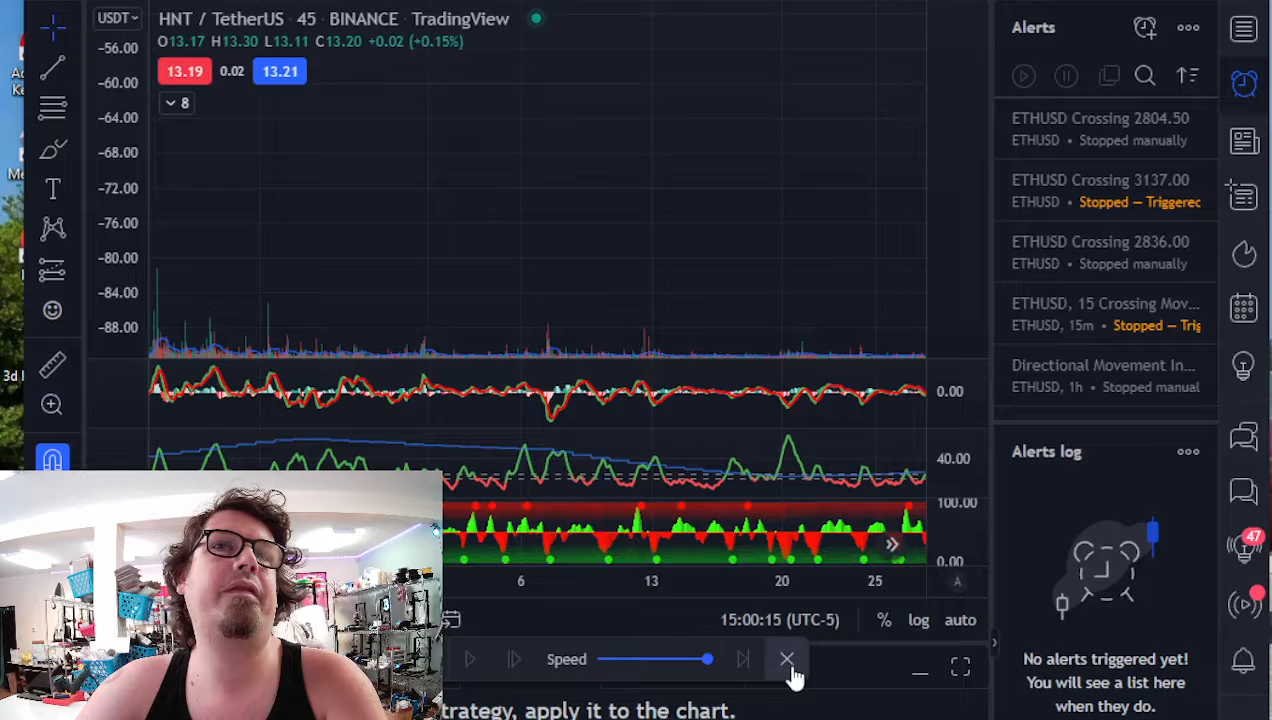 USDT
HNT / TetherUS · 45 · BINANCE · TradingView
O13.17 H13.30 L13.11 C13.20 +0.02 (+0.15%)
13.19 0.02 13.21
8
-56.00
-60.00
-64.00
-68.00
-72.00
-76.00
-80.00
-84.00
-88.00
0.00
40.00
100.00
0.00
6 13 20 25 A
15:00:15 (UTC-5) % log auto
Speed
trategy, apply it to the chart.
3d
Alerts
ETHUSD Crossing 2804.50
ETHUSD • Stopped manually
ETHUSD Crossing 3137.00
ETHUSD • Stopped — Triggered
ETHUSD Crossing 2836.00
ETHUSD • Stopped manually
ETHUSD, 15 Crossing Mov...
ETHUSD, 15m • Stopped — Trig
Directional Movement In...
ETHUSD, 1h • Stopped manual
Alerts log
No alerts triggered yet!
You will see a list here
when they do.
47